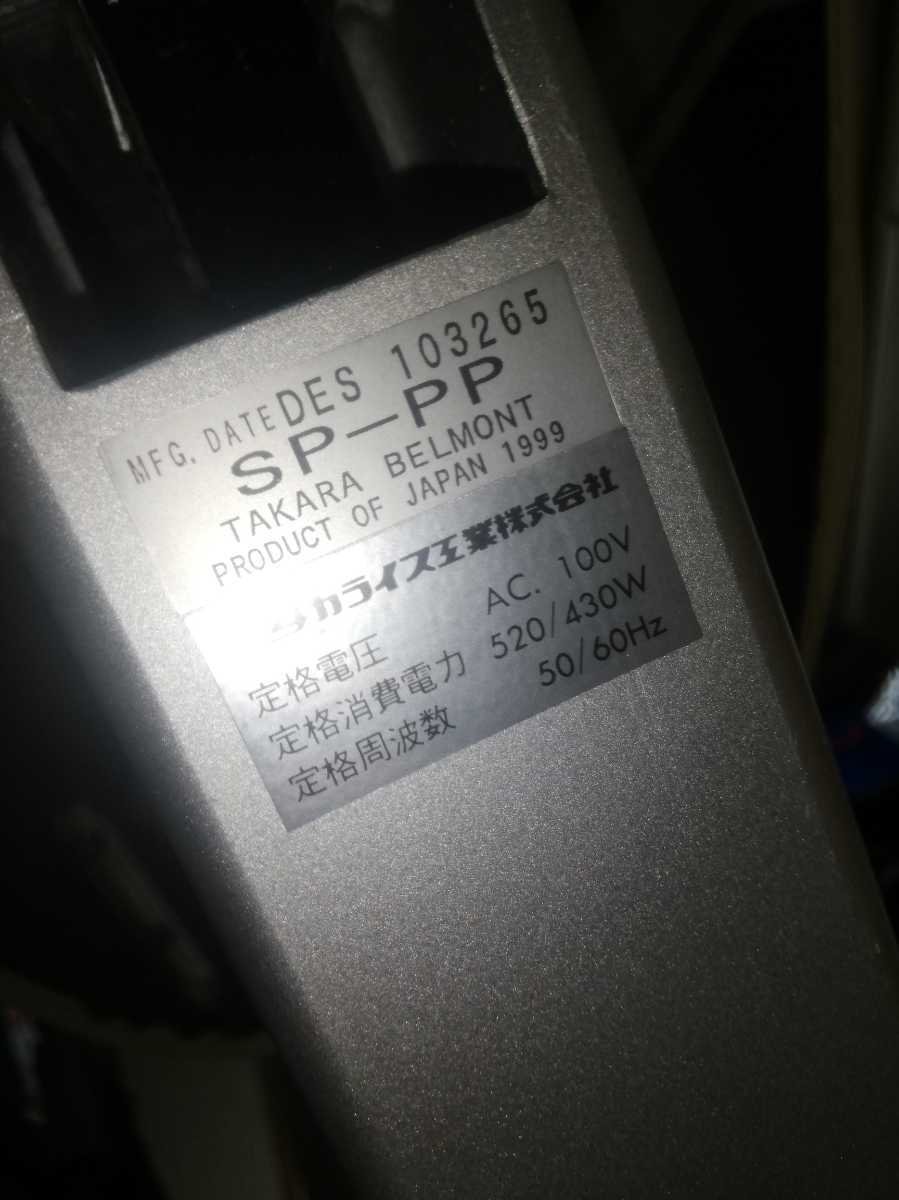 MFG. DATE DES 103265
SP-PP
TAKARA BELMONT
PRODUCT OF JAPAN 1999
タカライス工業株式会社
定格電圧 AC. 100V
定格消費電力 520/430W
定格周波数 50/60Hz